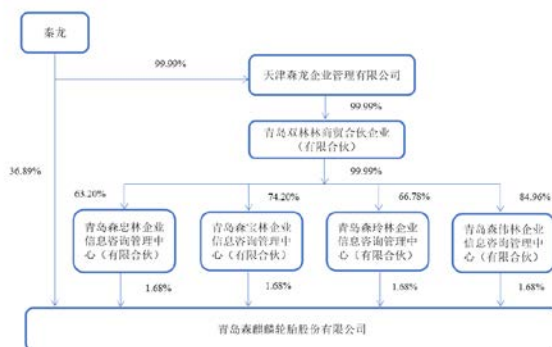 秦龙
99.99%
天津森龙企业管理有限公司
99.99%
青岛双林林商贸合伙企业
（有限合伙）
36.89%
99.99%
63.20%
74.20%
66.78%
84.96%
青岛森忠林企业
信息咨询管理中
心（有限合伙）
青岛森宝林企业
信息咨询管理中
心（有限合伙）
青岛森玲林企业
信息咨询管理中
心（有限合伙）
青岛森伟林企业
信息咨询管理中
心（有限合伙）
1.68%
1.68%
1.68%
1.68%
青岛森麒麟轮胎股份有限公司